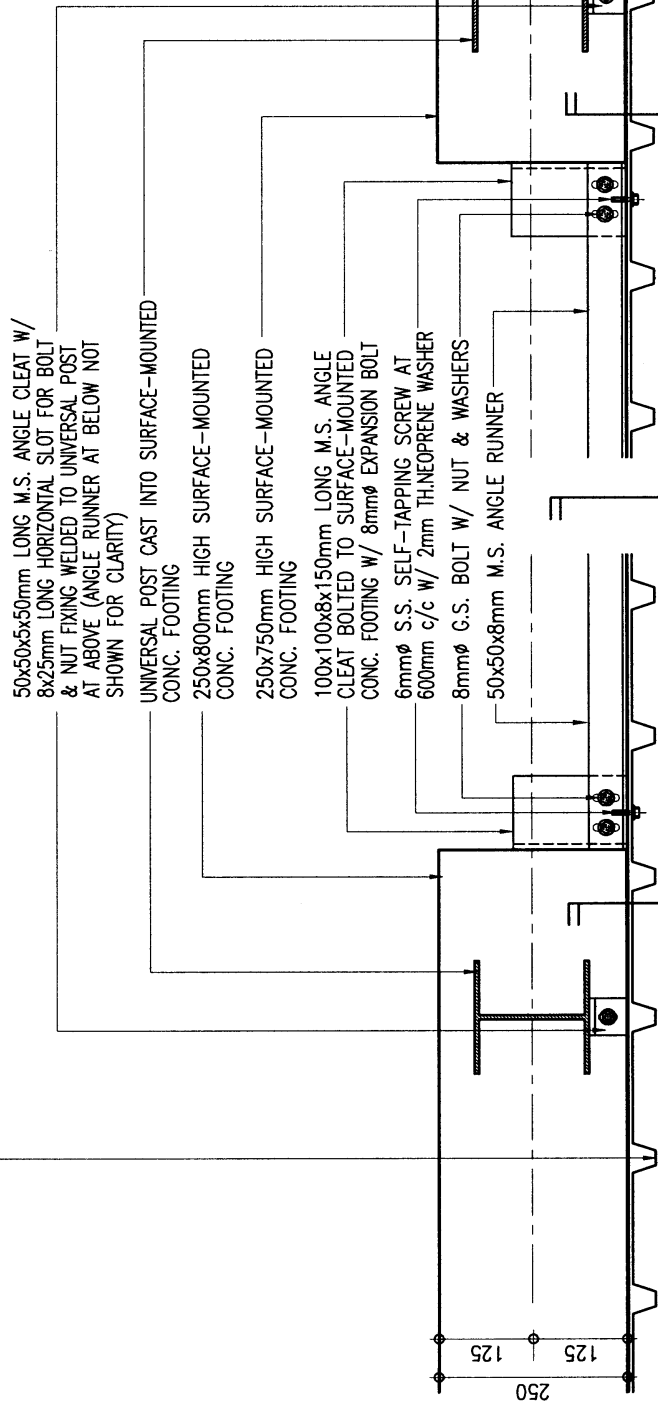 50x50x5x50mm LONG M.S. ANGLE CLEAT W/
8x25mm LONG HORIZONTAL SLOT FOR BOLT
& NUT FIXING WELDED TO UNIVERSAL POST
AT ABOVE (ANGLE RUNNER AT BELOW NOT
SHOWN FOR CLARITY)
UNIVERSAL POST CAST INTO SURFACE-MOUNTED
CONC. FOOTING
250x800mm HIGH SURFACE-MOUNTED
CONC. FOOTING
250x750mm HIGH SURFACE-MOUNTED
CONC. FOOTING
100x100x8x150mm LONG M.S. ANGLE
CLEAT BOLTED TO SURFACE-MOUNTED
CONC. FOOTING W/ 8mmø EXPANSION BOLT
6mmø S.S. SELF-TAPPING SCREW AT
600mm c/c W/ 2mm TH.NEOPRENE WASHER
8mmø G.S. BOLT W/ NUT & WASHERS
50x50x8mm M.S. ANGLE RUNNER
125
125
250